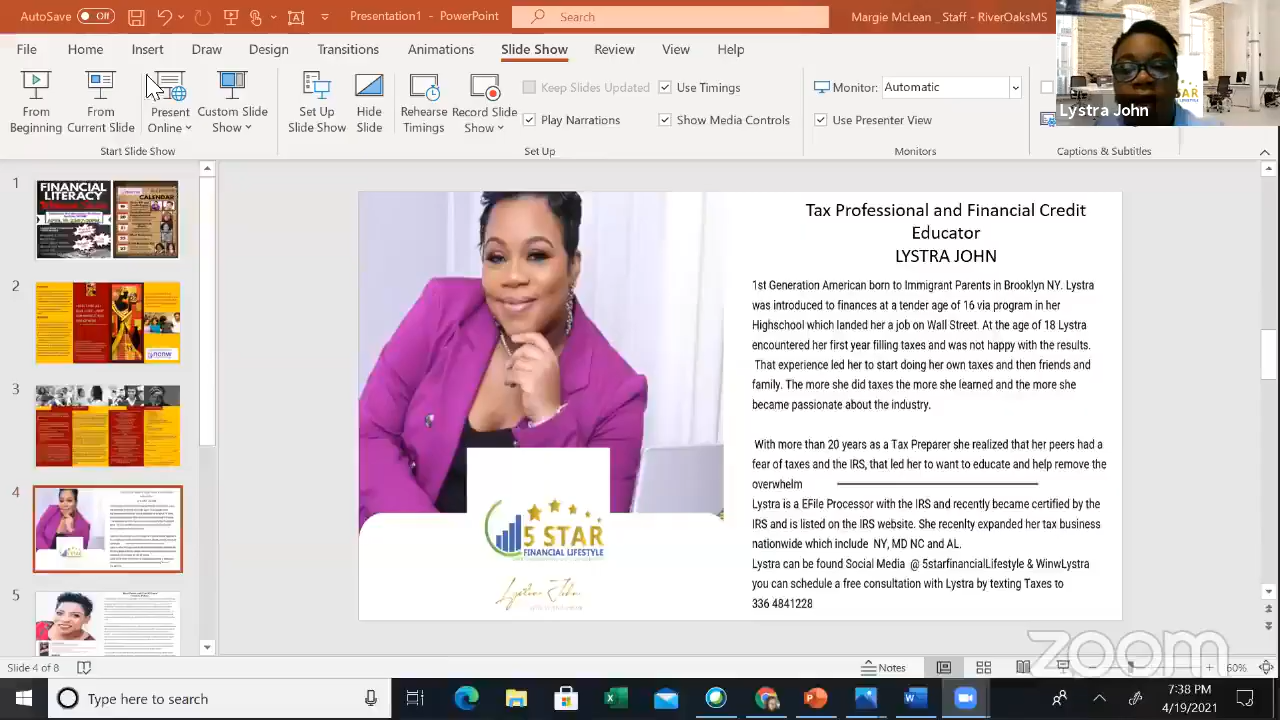 AutoSave Off Presentation1 - PowerPoint Search Margie McLean _ Staff - RiverOaksMS
File Home Insert Draw Design Slide Show Transitions Animations Review View Help
From Beginning
From Current Slide
Present Online
Custom Slide Show
Set Up Slide Show
Hide Slide
Rehearse Timings
Record Slide Show
Keep Slides Updated
Use Timings
Play Narrations
Show Media Controls
Monitor: Automatic
Use Presenter View
Lystra John
Start Slide Show
Set Up
Monitors
Captions & Subtitles
1
FINANCIAL
LITERACY
CALENDAR
2
3
4
5
Tax Professional and Financial Credit
Educator
LYSTRA JOHN
1st Generation American born to Immigrant Parents in Brooklyn NY. Lystra
was introduced to finances at a tender age of 16 via program in her
Highschool which landed her a job on Wall Street. At the age of 18 Lystra
encountered her first year filling taxes and was not happy with the results.
That experience led her to start doing her own taxes and then friends and
family. The more she did taxes the more she learned and the more she
became passionate about the industry.
With more than 20 years as a Tax Preparer she realized that her peers had a
fear of taxes and the IRS, that led her to want to educate and help remove the
overwhelm
Lystra is a EFile Processor with the IRS and recently became certified by the
IRS and is listed on the IRS website. She recenlty expanded her tax business
nationwide which include NY, MD NC and AL.
Lystra can be found Social Media @ 5starfinancialLifestyle & WinwLystra
you can schedule a free consultation with Lystra by texting Taxes to
336 4841228
5 STAR
FINANCIAL LIFESTYLE
zoom
Slide 4 of 8
Notes
60%
Type here to search
7:38 PM
4/19/2021